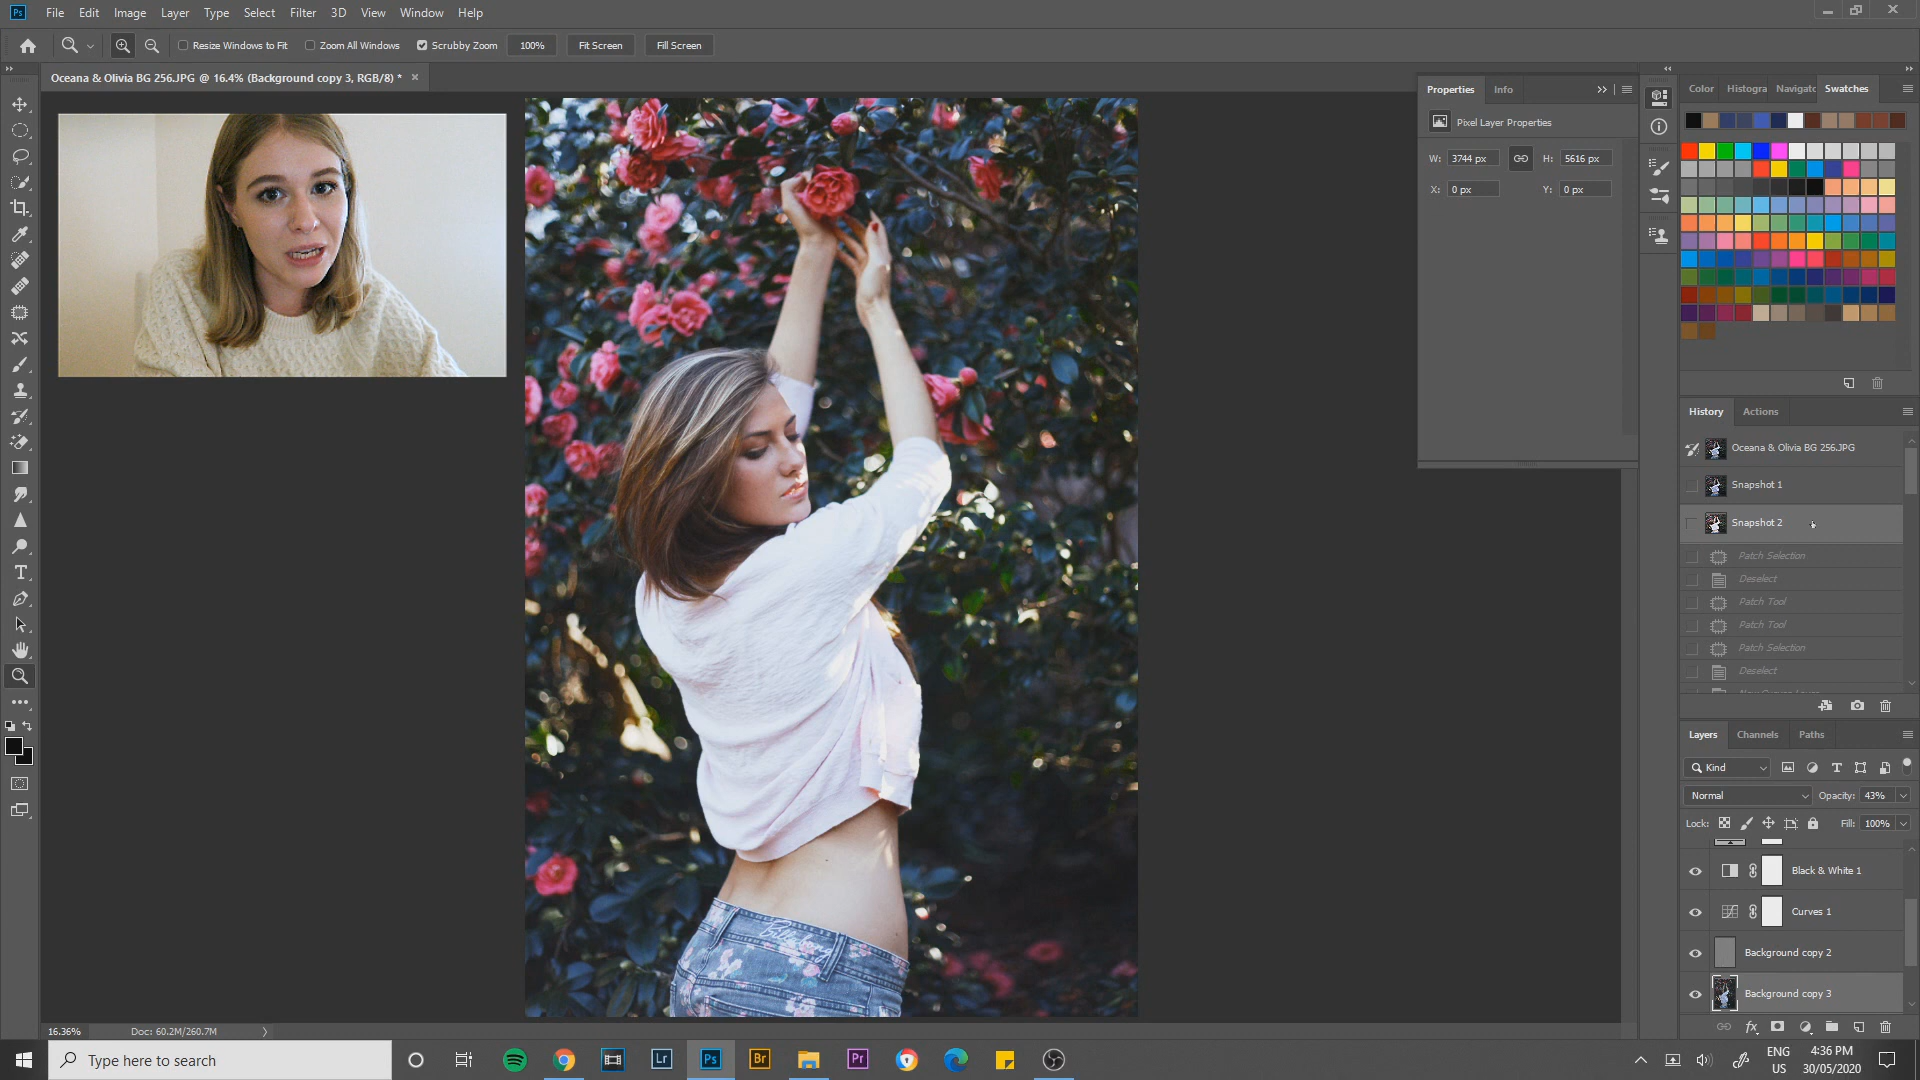 Ps File Edit Image Layer Type Select Filter 3D View Window Help
Resize Windows to Fit Zoom All Windows Scrubby Zoom 100% Fit Screen Fill Screen
Oceana & Olivia BG 256.JPG @ 16.4% (Background copy 3, RGB/8) *
Properties Info
Pixel Layer Properties
W: 3744 px H: 5616 px
X: 0 px Y: 0 px
Color Histogra Navigatc Swatches
History Actions
Oceana & Olivia BG 256.JPG
Snapshot 1
Snapshot 2
Patch Selection
Deselect
Patch Tool
Patch Tool
Patch Selection
Deselect
Layers Channels Paths
Kind
Normal Opacity: 43%
Lock: Fill: 100%
Black & White 1
Curves 1
Background copy 2
Background copy 3
Billabong
16.36% Doc: 60.2M/260.7M
Type here to search
Lr Ps Br Pr
ENG 4:36 PM
US 30/05/2020